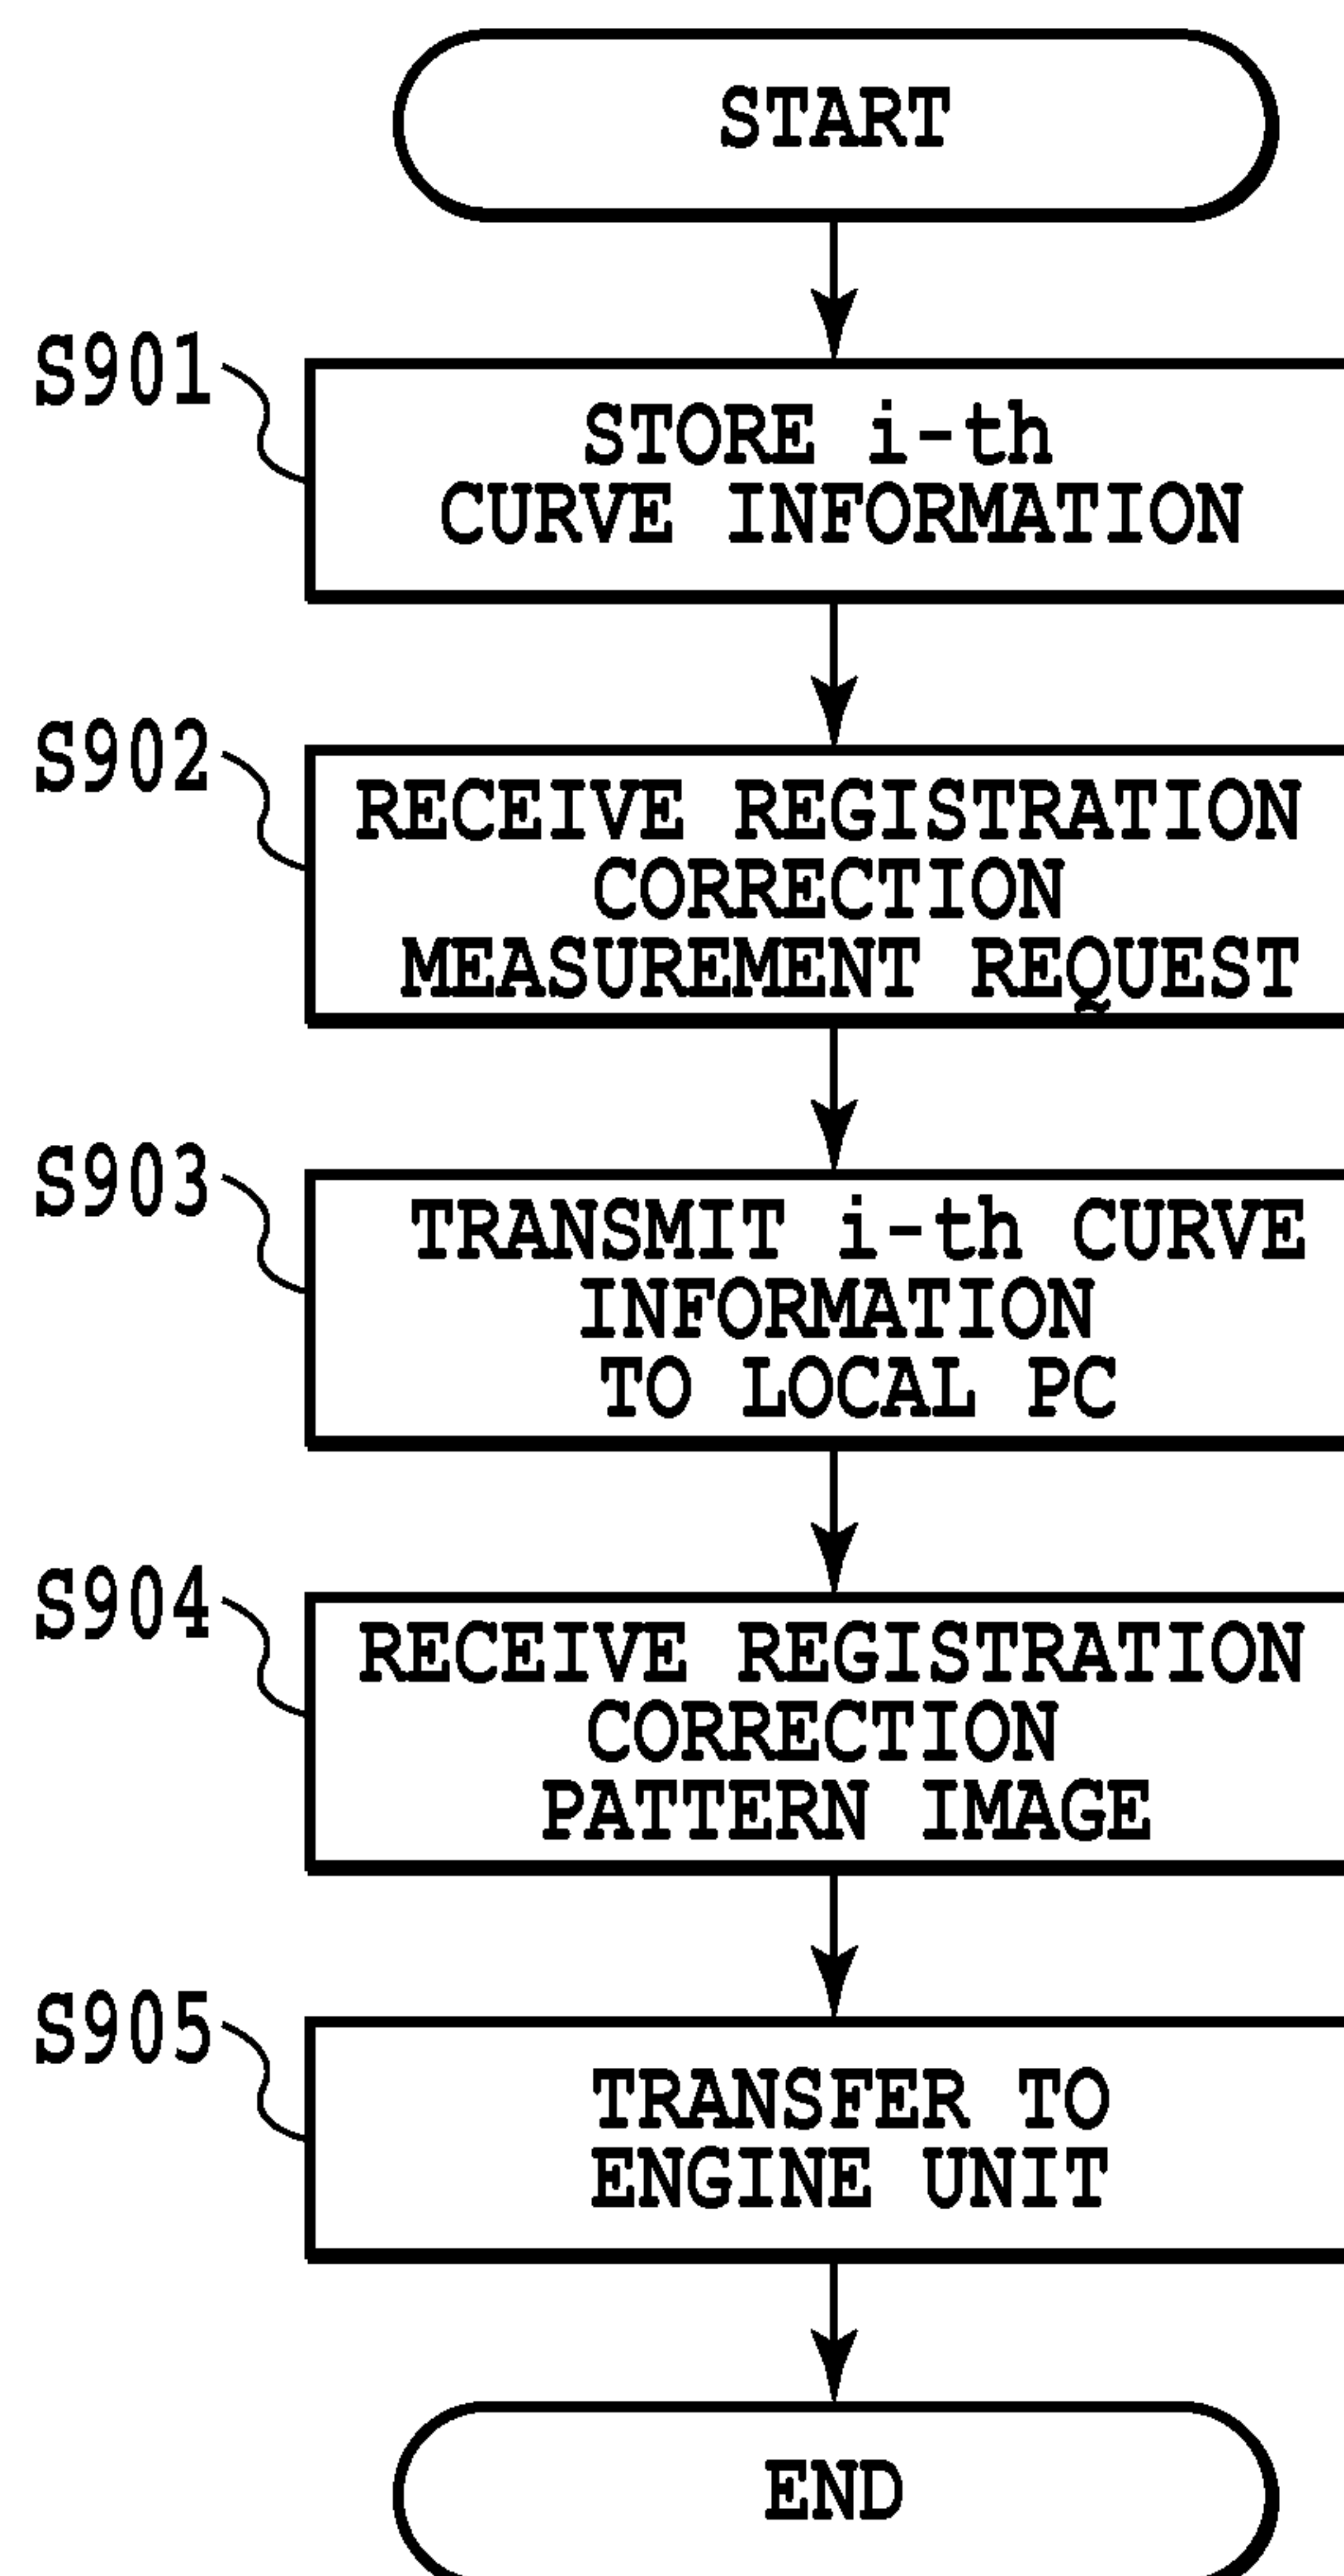 START
S901
STORE i-th
CURVE INFORMATION
S902
RECEIVE REGISTRATION
CORRECTION
MEASUREMENT REQUEST
S903
TRANSMIT i-th CURVE
INFORMATION
TO LOCAL PC
S904
RECEIVE REGISTRATION
CORRECTION
PATTERN IMAGE
S905
TRANSFER TO
ENGINE UNIT
END